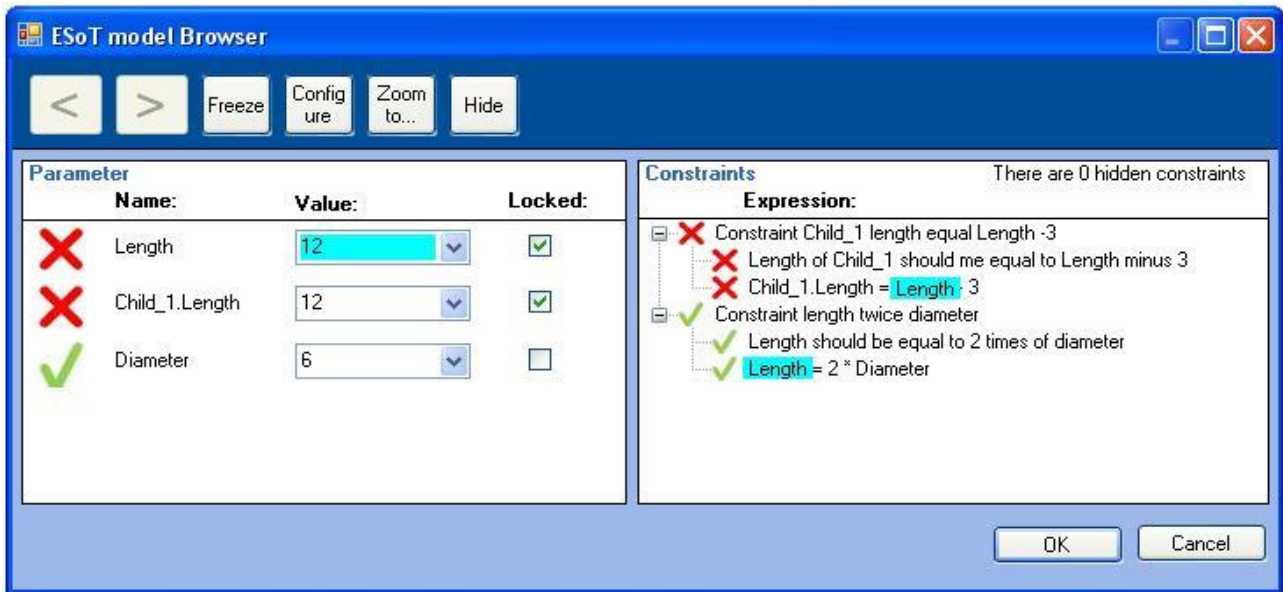 ESoT model Browser
< > Freeze Config ure Zoom to... Hide
Parameter
Name: Value: Locked:
Length 12
Child_1.Length 12
Diameter 6
Constraints There are 0 hidden constraints
Expression:
Constraint Child_1 length equal Length -3
Length of Child_1 should me equal to Length minus 3
Child_1.Length = Length - 3
Constraint length twice diameter
Length should be equal to 2 times of diameter
Length = 2 * Diameter
OK Cancel